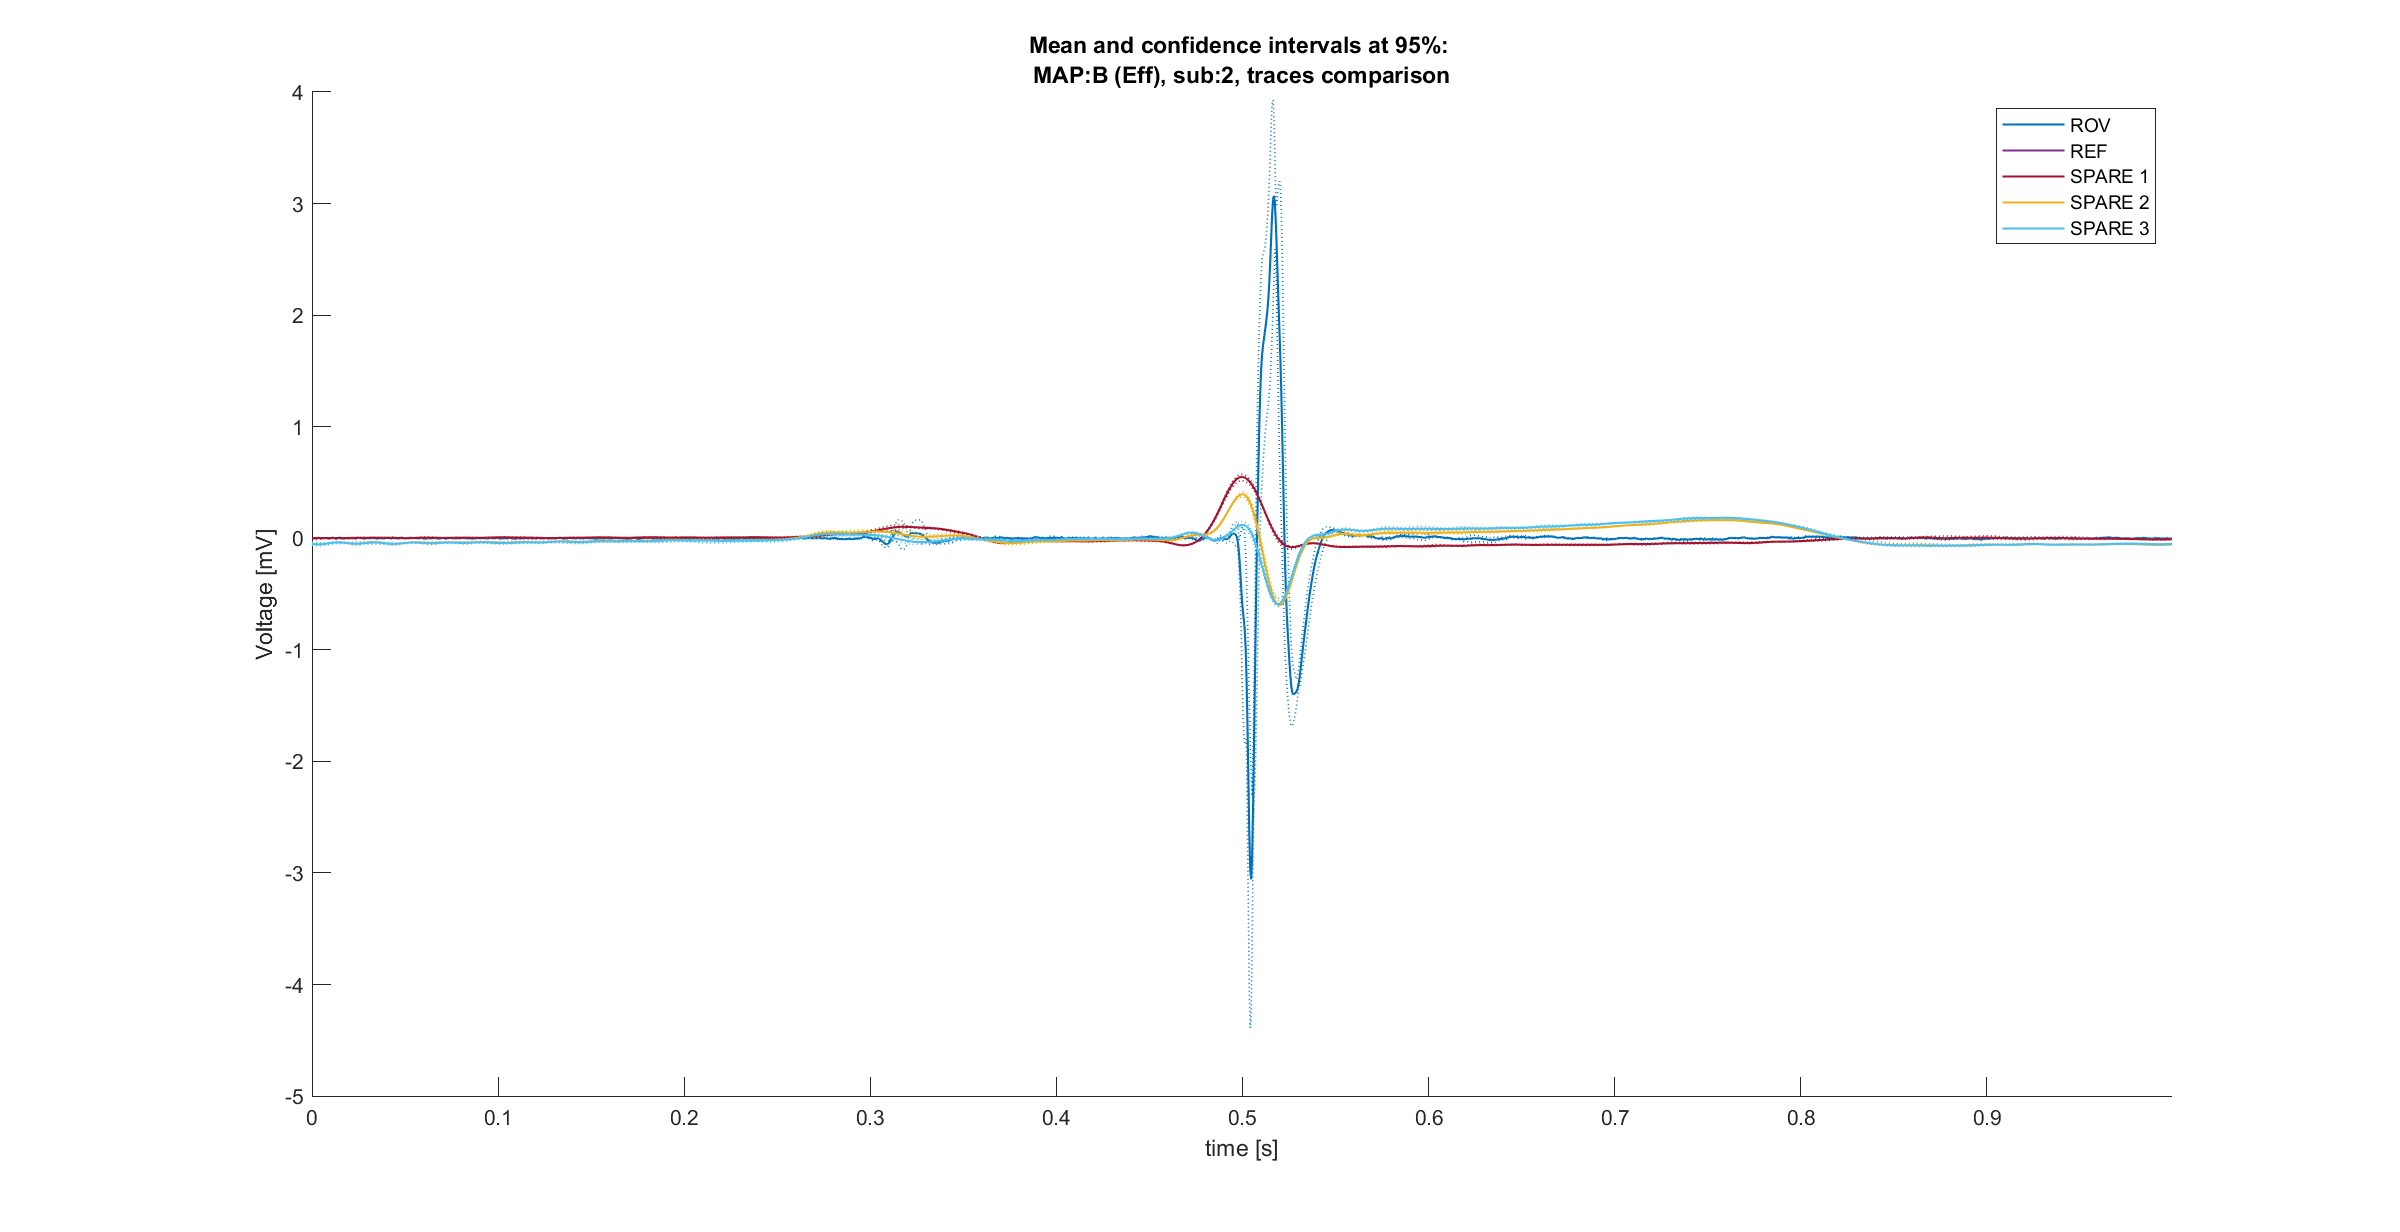 Mean and confidence intervals at 95%:
MAP:B (Eff), sub:2, traces comparison
ROV
REF
SPARE 1
SPARE 2
SPARE 3
Voltage [mV]
4
3
2
1
0
-1
-2
-3
-4
-5
0 0.1 0.2 0.3 0.4 0.5 0.6 0.7 0.8 0.9
time [s]